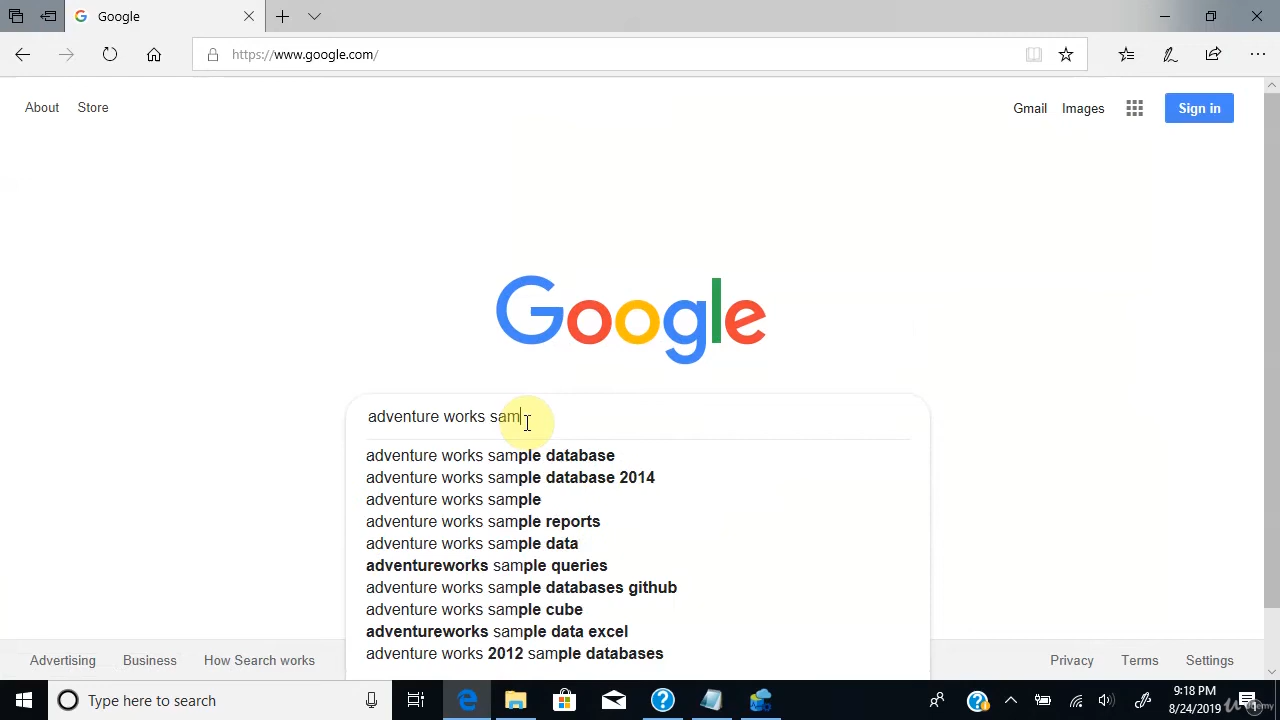 Google
https://www.google.com/
About Store
Gmail Images Sign in
Google
adventure works sam
adventure works sample database
adventure works sample database 2014
adventure works sample
adventure works sample reports
adventure works sample data
adventureworks sample queries
adventure works sample databases github
adventure works sample cube
adventureworks sample data excel
adventure works 2012 sample databases
Advertising Business How Search works Privacy Terms Settings
Type here to search
9:18 PM
8/24/2019